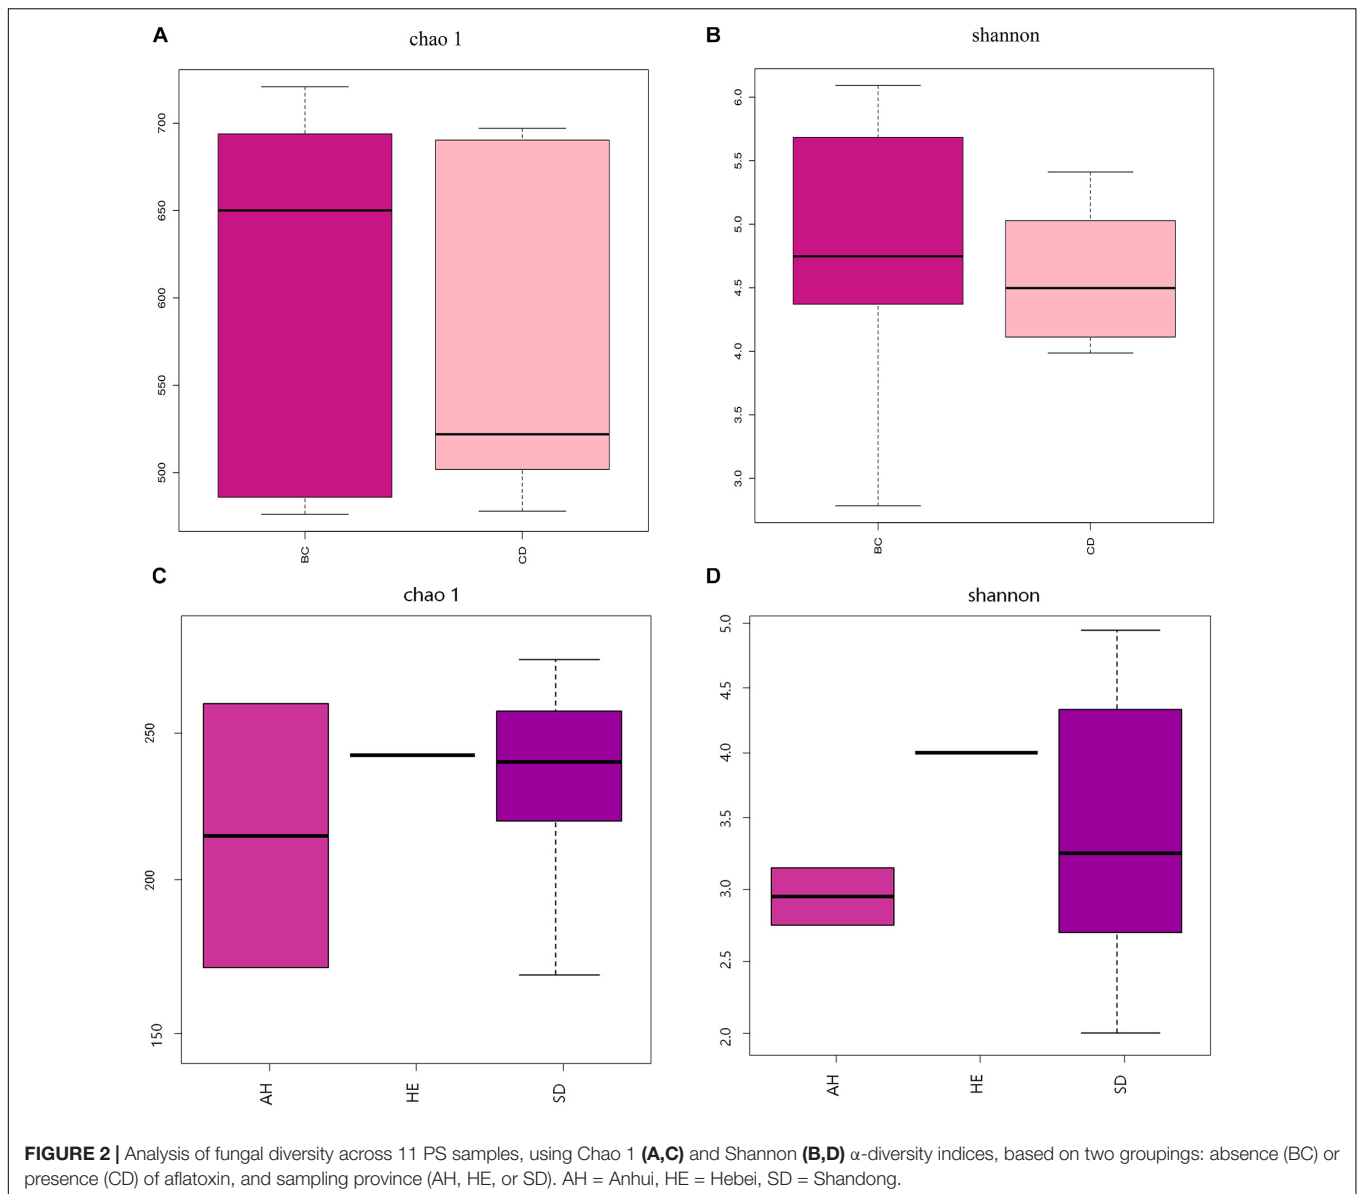 A
chao 1
700
650
600
550
500
BC
CD
B
shannon
6.0
5.5
5.0
4.5
4.0
3.5
3.0
BC
CD
C
chao 1
250
200
150
AH
HE
SD
D
shannon
5.0
4.5
4.0
3.5
3.0
2.5
2.0
AH
HE
SD
FIGURE 2 | Analysis of fungal diversity across 11 PS samples, using Chao 1 (A,C) and Shannon (B,D) α-diversity indices, based on two groupings: absence (BC) or
presence (CD) of aflatoxin, and sampling province (AH, HE, or SD). AH = Anhui, HE = Hebei, SD = Shandong.